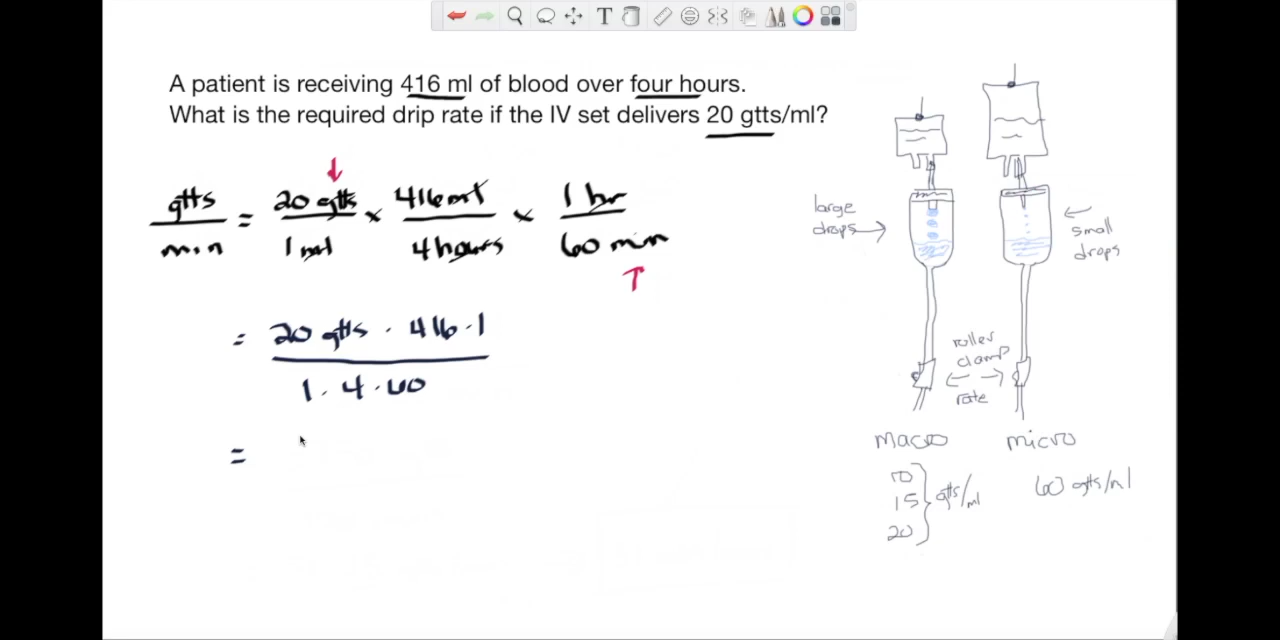 A patient is receiving 416 ml of blood over four hours.
What is the required drip rate if the IV set delivers 20 gtts/ml?
gtts/min = 20 gtts/1 ml × 416 ml/4 hours × 1 hr/60 min
= 20 gtts · 416 · 1/1 · 4 · 60
=
large drops
small drops
roller clamp
rate
macro
micro
10
15
20
gtts/ml
60 gtts/ml
T